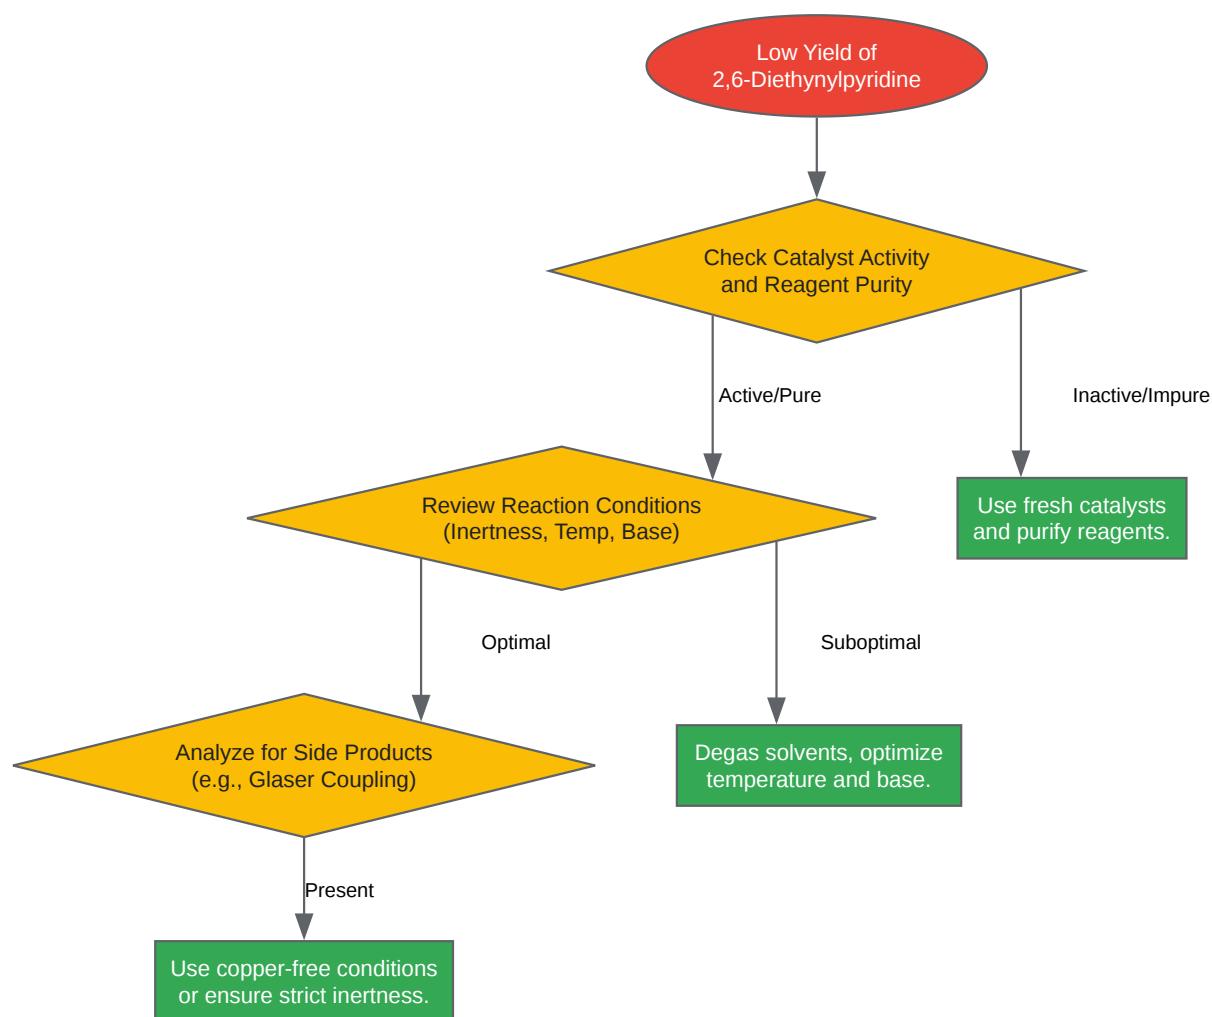 Low Yield of
2,6-Diethynylpyridine
Check Catalyst Activity
and Reagent Purity
Active/Pure
Inactive/Impure
Review Reaction Conditions
(Inertness, Temp, Base)
Use fresh catalysts
and purify reagents.
Optimal
Suboptimal
Analyze for Side Products
(e.g., Glaser Coupling)
Degas solvents, optimize
temperature and base.
Present
Use copper-free conditions
or ensure strict inertness.